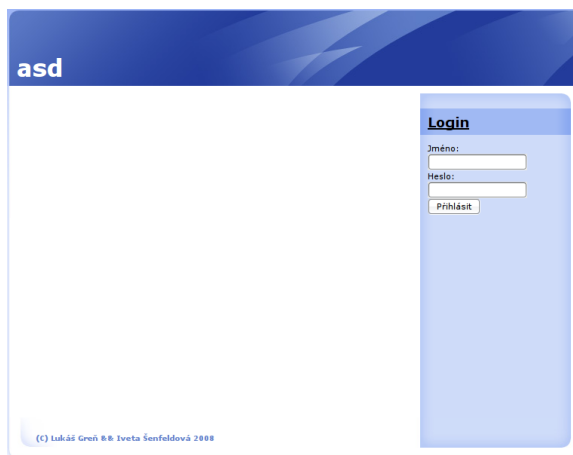 asd
Login
Jméno:
Heslo:
Přihlásit
(C) Lukáš Greň && Iveta Šenfeldová 2008